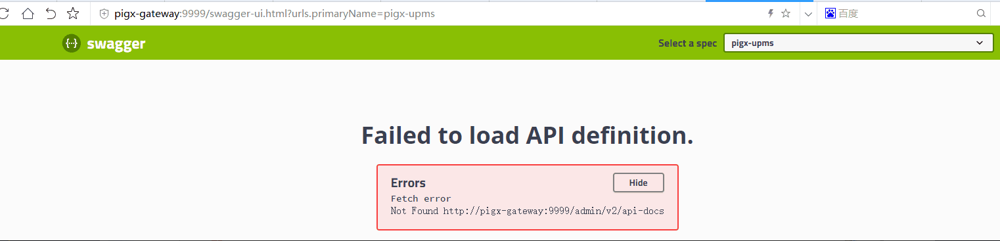 pigx-gateway:9999/swagger-ui.html?urls.primaryName=pigx-upms
百度
{··} swagger
Select a spec
pigx-upms
Failed to load API definition.
Errors
Hide
Fetch error
Not Found http://pigx-gateway:9999/admin/v2/api-docs